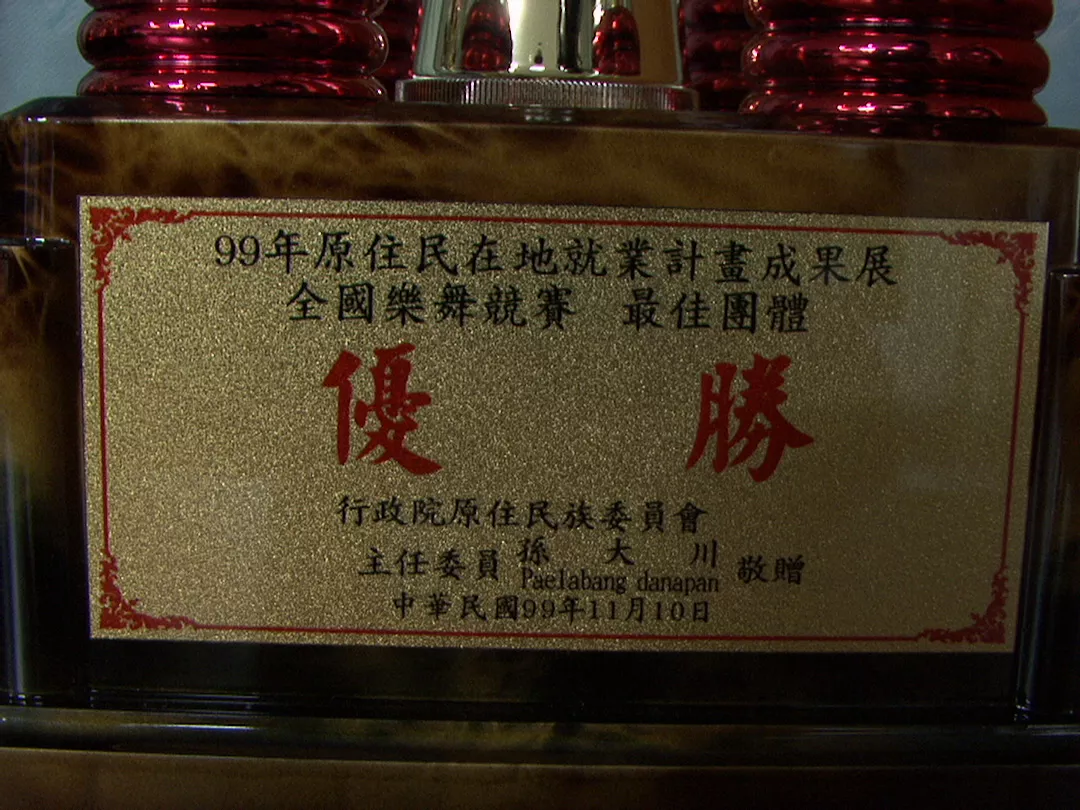 99年原住民在地就業計畫成果展
全國樂舞競賽 最佳團體
優 勝
行政院原住民族委員會
主任委員 孫大川 Paelabang danapan 敬贈
中華民國99年11月10日